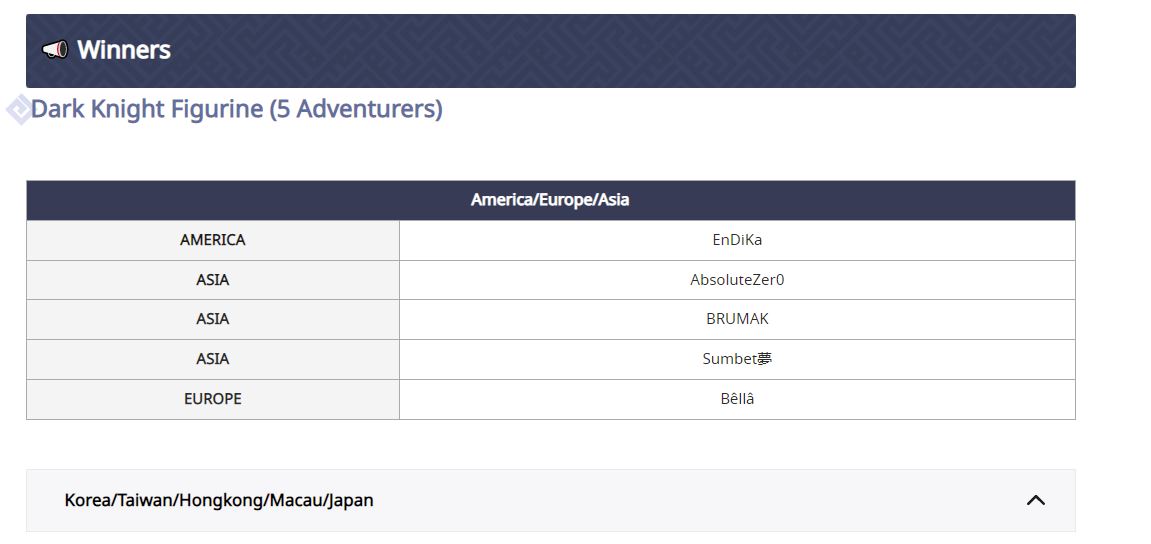 Winners
Dark Knight Figurine (5 Adventurers)
America/Europe/Asia
AMERICA EnDiKa
ASIA AbsoluteZer0
ASIA BRUMAK
ASIA Sumbet夢
EUROPE Bêllâ
Korea/Taiwan/Hongkong/Macau/Japan